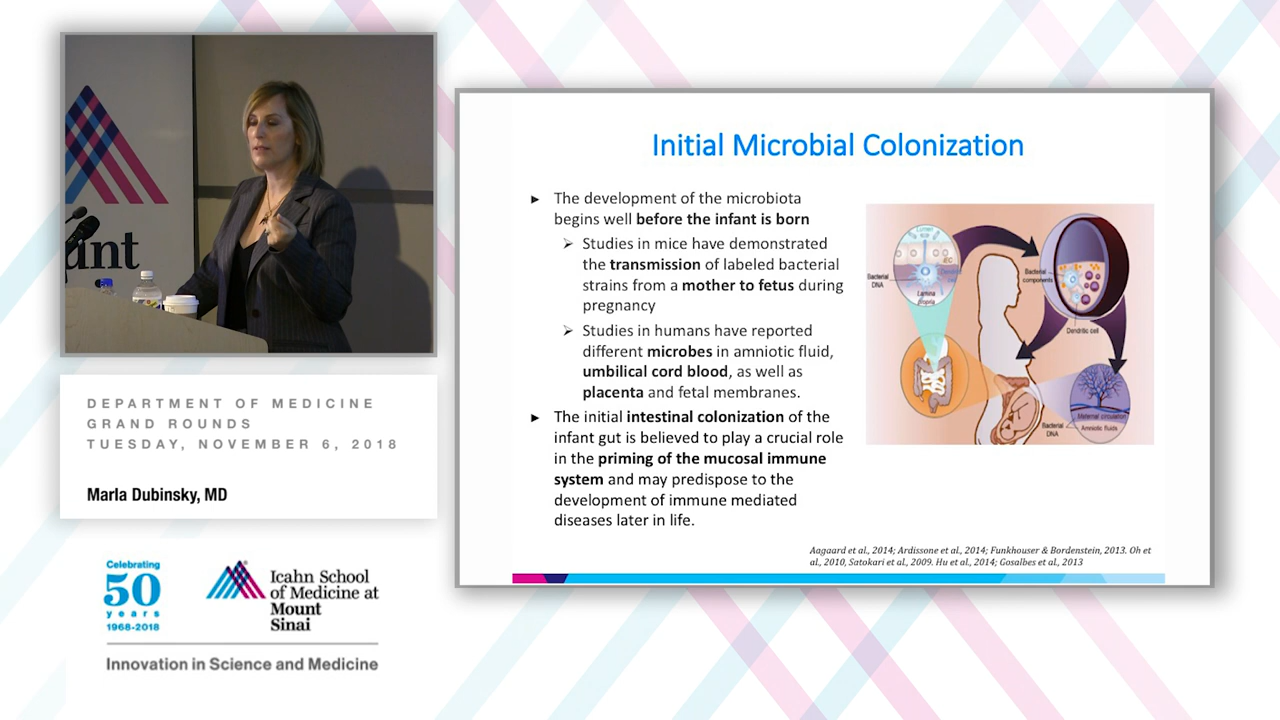 unt
DEPARTMENT OF MEDICINE
GRAND ROUNDS
TUESDAY, NOVEMBER 6, 2018
Marla Dubinsky, MD
Celebrating
50
years
1968-2018
Icahn School
of Medicine at
Mount
Sinai
Innovation in Science and Medicine
Initial Microbial Colonization
► The development of the microbiota
begins well before the infant is born
➢ Studies in mice have demonstrated
the transmission of labeled bacterial
strains from a mother to fetus during
pregnancy
➢ Studies in humans have reported
different microbes in amniotic fluid,
umbilical cord blood, as well as
placenta and fetal membranes.
► The initial intestinal colonization of the
infant gut is believed to play a crucial role
in the priming of the mucosal immune
system and may predispose to the
development of immune mediated
diseases later in life.
Lumen
IEC
Bacterial
DNA
Dendritic
cell
Lamina
propria
Bacterial
components
Dendritic cell
Maternal circulation
Bacterial
DNA
Amniotic fluids
Aagaard et al., 2014; Ardissone et al., 2014; Funkhouser & Bordenstein, 2013. Oh et
al., 2010, Satokari et al., 2009. Hu et al., 2014; Gosalbes et al., 2013